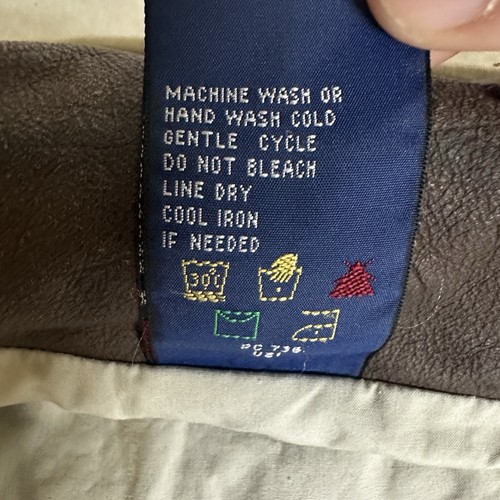 MACHINE WASH OR
HAND WASH COLD
GENTLE CYCLE
DO NOT BLEACH
LINE DRY
COOL IRON
IF NEEDED
30°